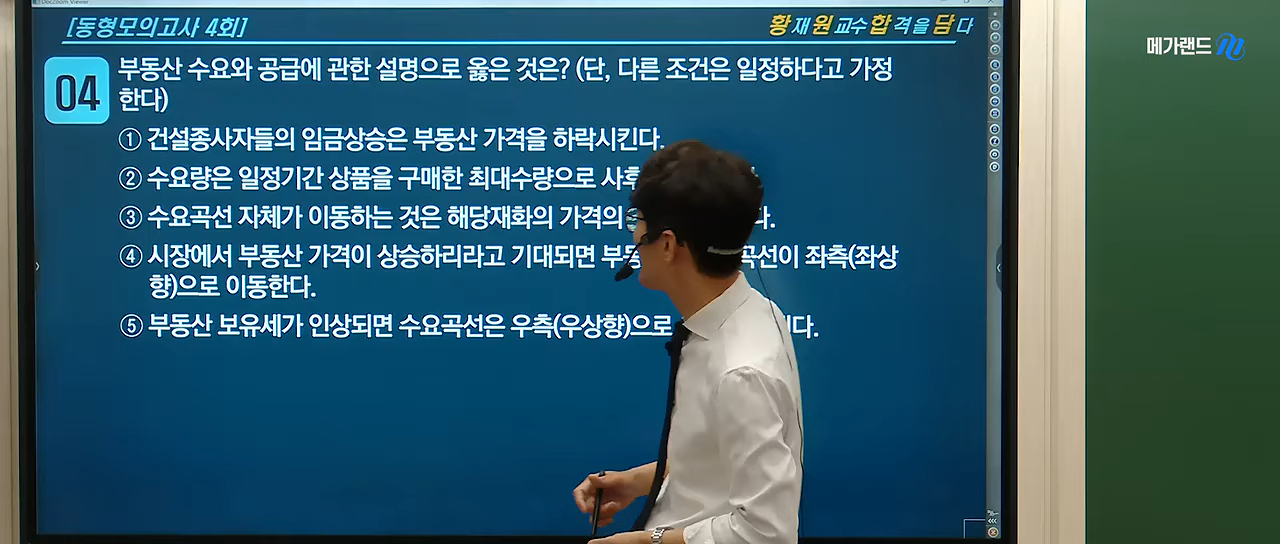 DocZoom Viewer
[동형모의고사 4회]
황재원교수합격을담다
메가랜드
04
부동산 수요와 공급에 관한 설명으로 옳은 것은? (단, 다른 조건은 일정하다고 가정
한다)
① 건설종사자들의 임금상승은 부동산 가격을 하락시킨다.
② 수요량은 일정기간 상품을 구매한 최대수량으로
③ 수요곡선 자체가 이동하는 것은 해당재화의 가격의 다.
④ 시장에서 부동산 가격이 상승하리라고 기대되면 곡선이 좌측(좌상
향)으로 이동한다.
⑤ 부동산 보유세가 인상되면 수요곡선은 우측(우상향)으로 다.